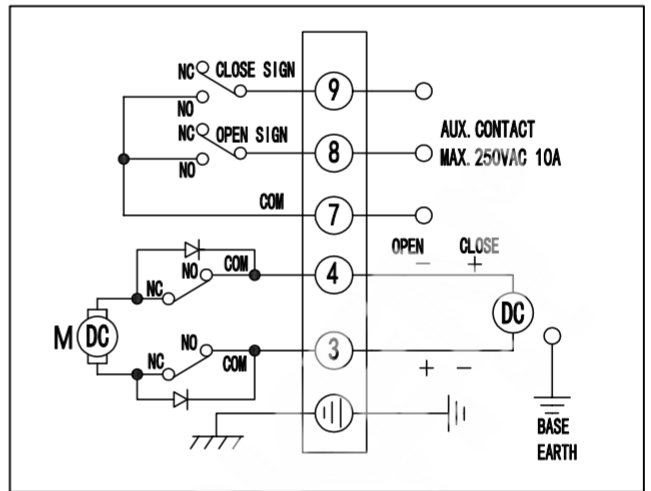 NC CLOSE SIGN
9
NO
NC OPEN SIGN
8
NO
AUX. CONTACT
MAX. 250VAC 10A
COM
7
OPEN CLOSE
- +
NO COM
4
NC
M DC
DC
NO
NC
COM
3
+ -
BASE
EARTH